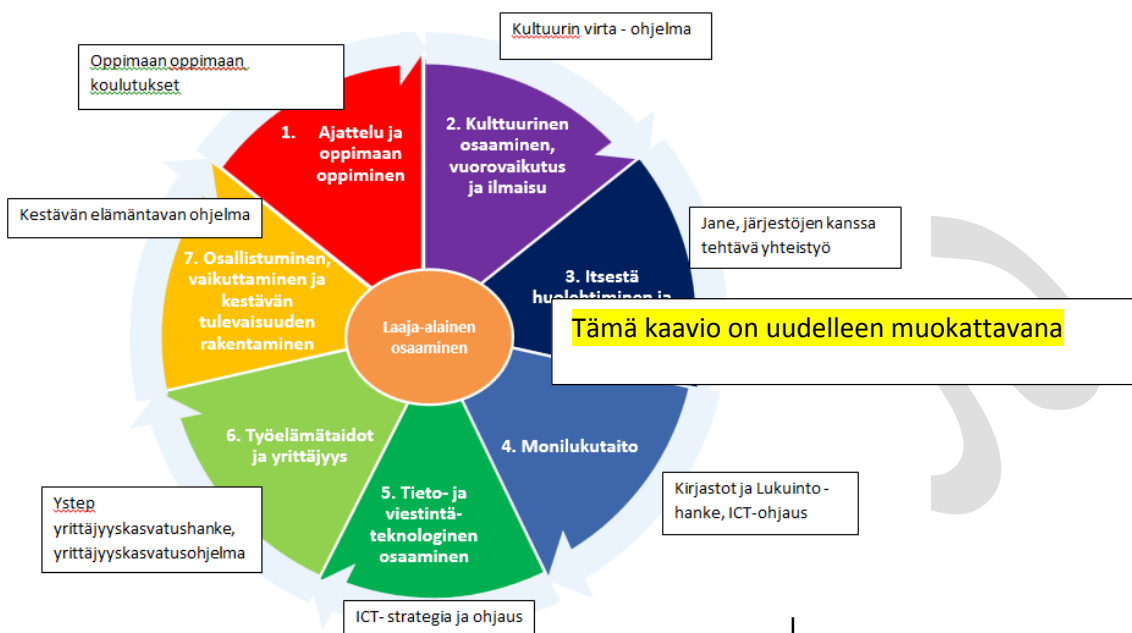 Kultuurin virta - ohjelma
Oppimaan oppimaan
koulutukset
1. Ajattelu ja
oppimaan
oppiminen
2. Kulttuurinen
osaaminen,
vuorovaikutus
ja ilmaisu
Kestävän elämäntavan ohjelma
Jane, järjestöjen kanssa
tehtävä yhteistyö
7. Osallistuminen,
vaikuttaminen ja
kestävän
tulevaisuuden
rakentaminen
3. Itsestä
huolehtiminen ja
Laaja-alainen
osaaminen
Tämä kaavio on uudelleen muokattavana
6. Työelämätaidot
ja yrittäjyys
4. Monilukutaito
5. Tieto- ja
viestintä-
teknologinen
osaaminen
Ystep
yrittäjyyskasvatushanke,
yrittäjyyskasvatusohjelma
Kirjastot ja Lukuinto -
hanke, ICT-ohjaus
ICT- strategia ja ohjaus